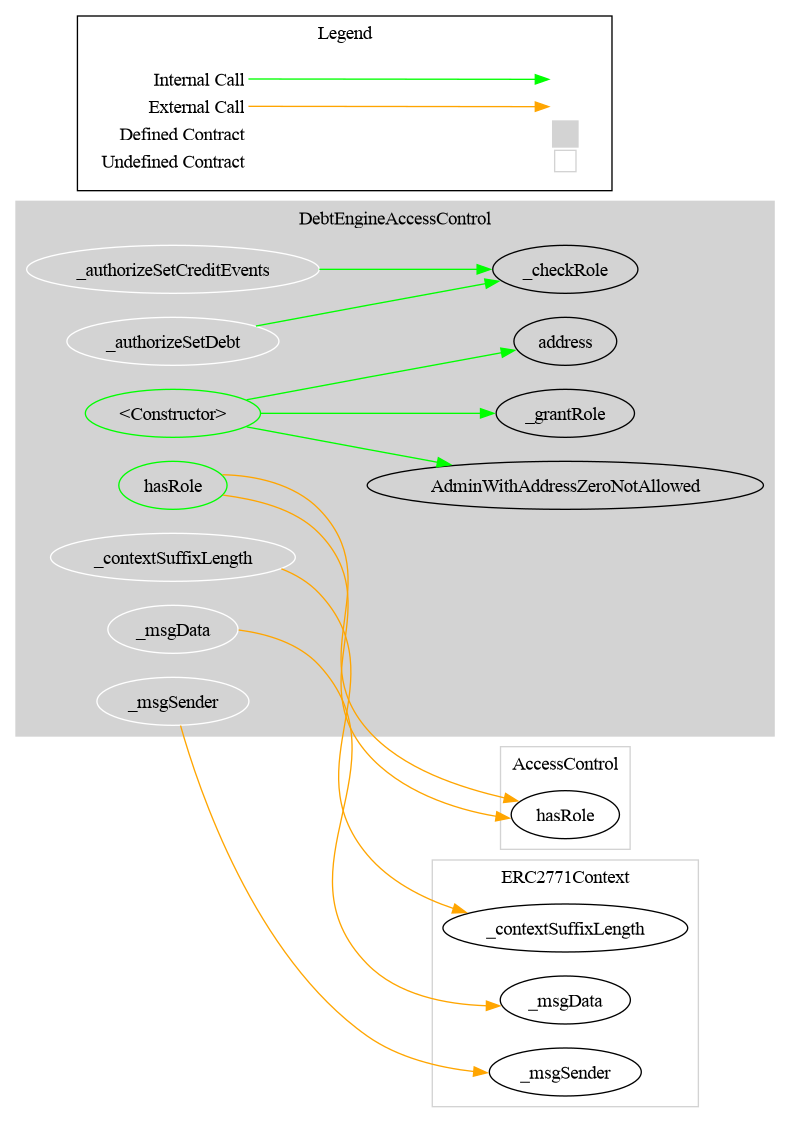 Legend
Internal Call
External Call
Defined Contract
Undefined Contract
DebtEngineAccessControl
_authorizeSetCreditEvents
_checkRole
_authorizeSetDebt
address
<Constructor>
_grantRole
hasRole
AdminWithAddressZeroNotAllowed
_contextSuffixLength
_msgData
_msgSender
AccessControl
hasRole
ERC2771Context
_contextSuffixLength
_msgData
_msgSender